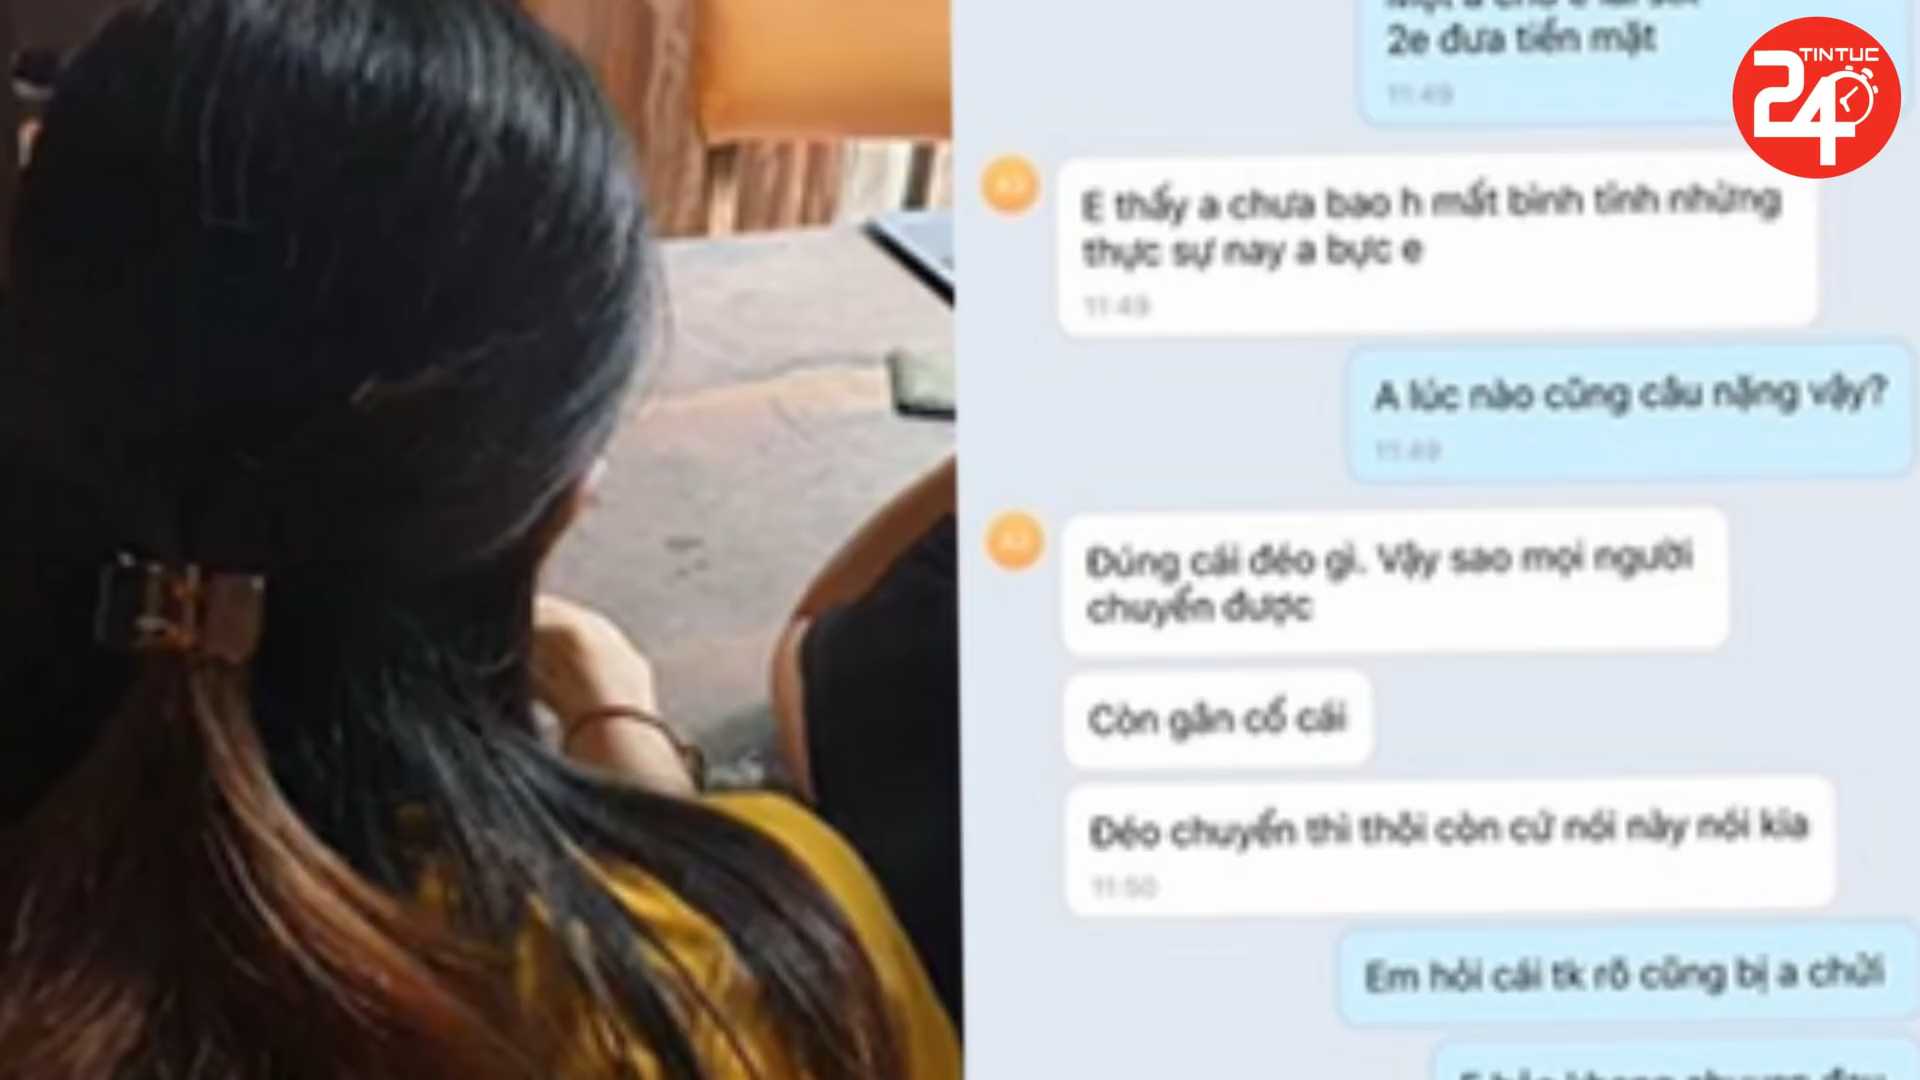 2e đưa tiền mặt
11:49
TINTUC
24
E thấy a chưa bao h mất bình tĩnh nhừng
thực sự nay a bực e
11:49
A lúc nào cũng câu nặng vậy?
11:49
Đúng cái đéo gì. Vậy sao mọi người
chuyển được
Còn gân cổ cái
Đéo chuyển thì thôi còn cứ nói này nói kia
11:50
Em hỏi cái tk rõ cũng bị a chửi